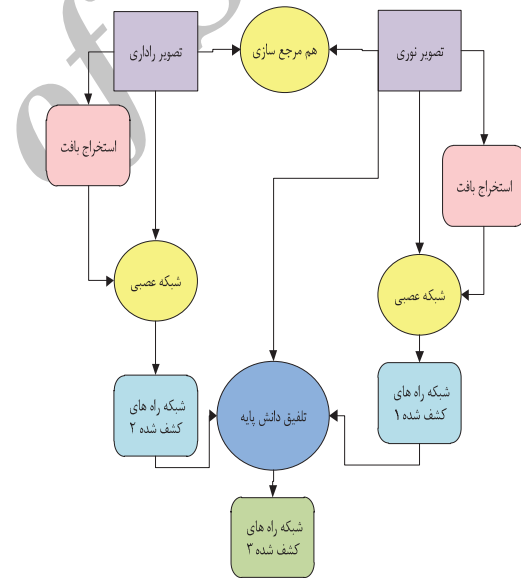 هم مرجع سازی
تصویر نوری
تصویر راداری
استخراج بافت
استخراج بافت
شبکه عصبی
شبکه عصبی
شبکه راه های
کشف شده ۱
تلفیق دانش پایه
شبکه راه های
کشف شده ۲
شبکه راه های
کشف شده ۳
of